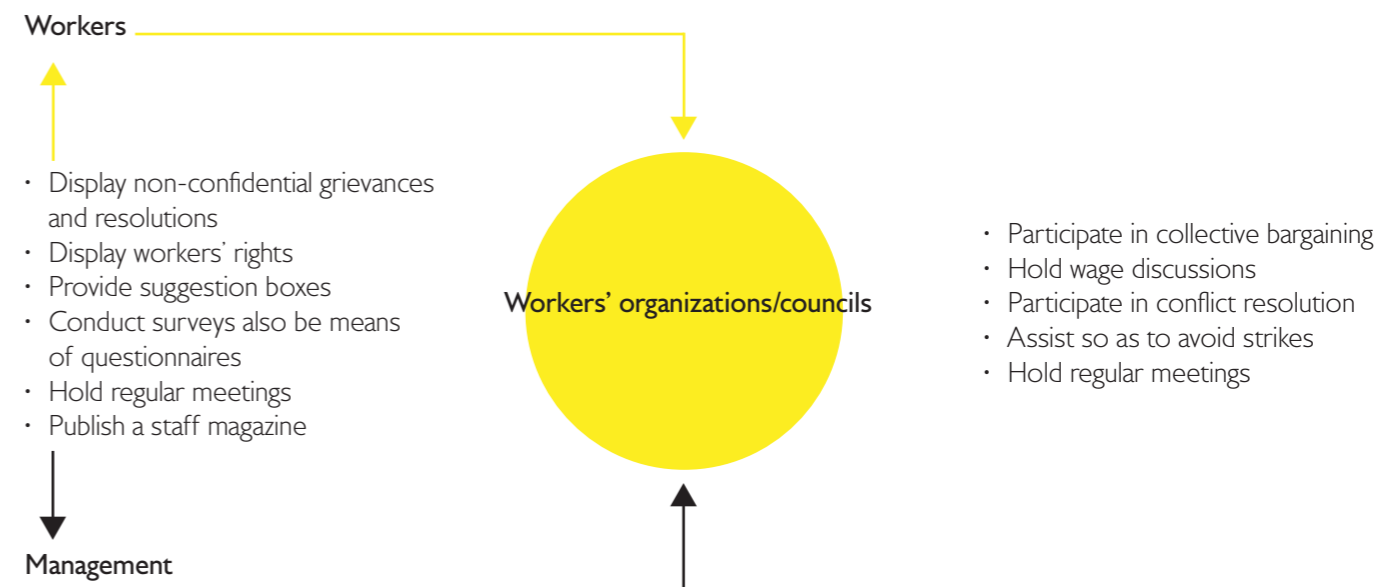 Workers
· Display non-confidential grievances
and resolutions
· Display workers’ rights
· Provide suggestion boxes
· Conduct surveys also be means
of questionnaires
· Hold regular meetings
· Publish a staff magazine
Management
Workers’ organizations/councils
· Participate in collective bargaining
· Hold wage discussions
· Participate in conflict resolution
· Assist so as to avoid strikes
· Hold regular meetings